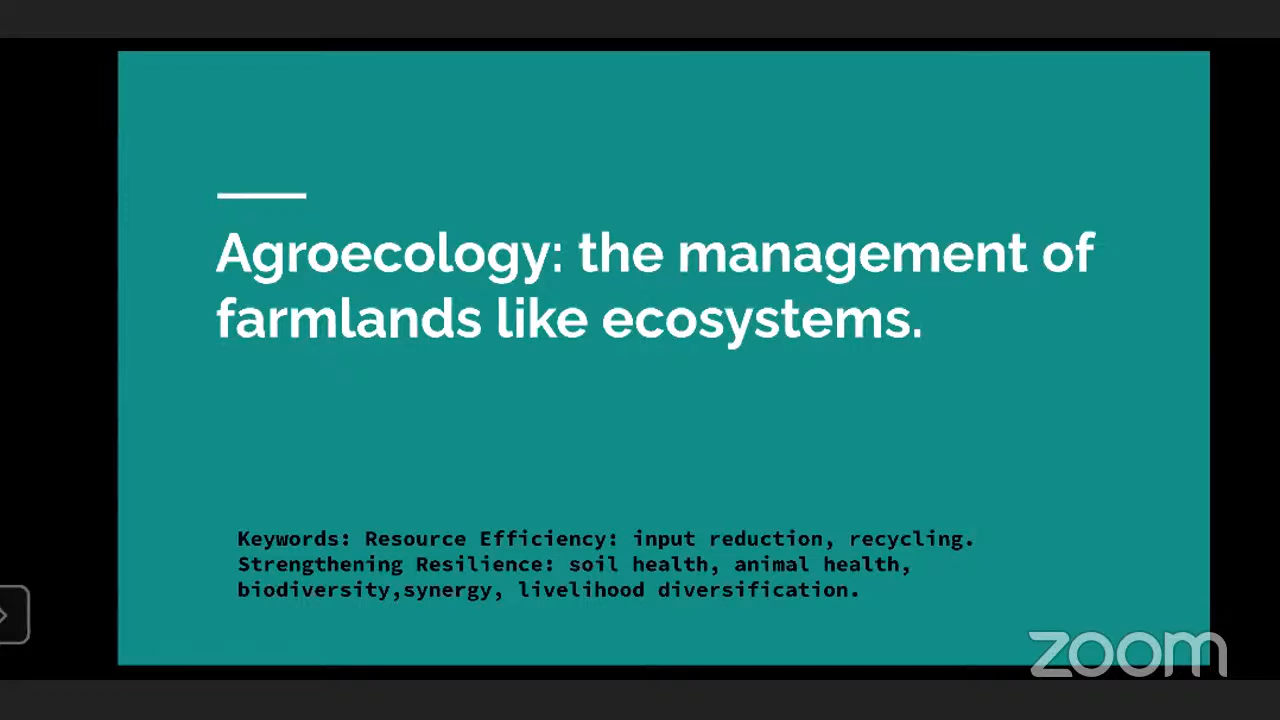 Agroecology: the management of
farmlands like ecosystems.
Keywords: Resource Efficiency: input reduction, recycling.
Strengthening Resilience: soil health, animal health,
biodiversity,synergy, livelihood diversification.
zoom